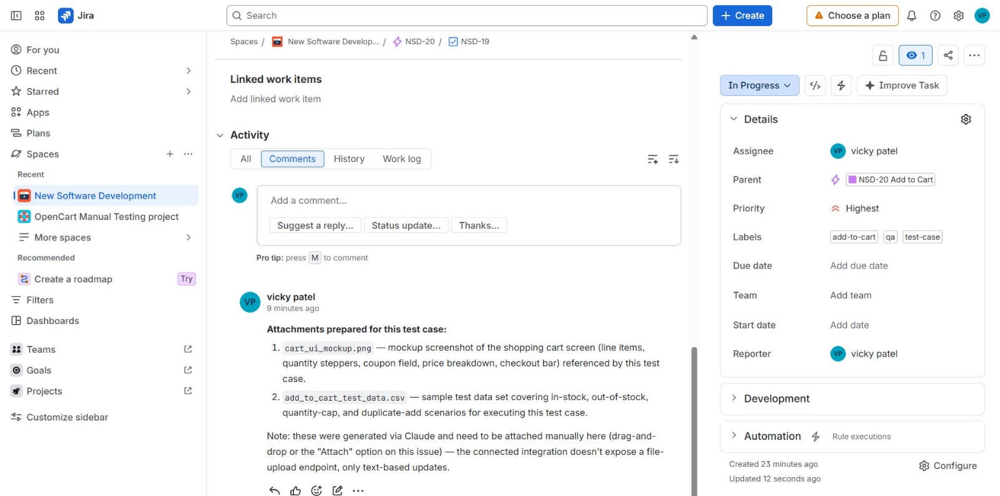 Jira
Search
Create
Choose a plan
VP
For you
Recent
Starred
Apps
Plans
Spaces
Recent
New Software Development
OpenCart Manual Testing project
More spaces
Recommended
Create a roadmap
Try
Filters
Dashboards
Teams
Goals
Projects
Customize sidebar
Spaces / New Software Develop... / NSD-20 / NSD-19
Linked work items
Add linked work item
Activity
All Comments History Work log
VP
Add a comment...
Suggest a reply... Status update... Thanks...
Pro tip: press M to comment
VP
vicky patel
9 minutes ago
Attachments prepared for this test case:
1. cart_ui_mockup.png — mockup screenshot of the shopping cart screen (line items,
quantity steppers, coupon field, price breakdown, checkout bar) referenced by this test
case.
2. add_to_cart_test_data.csv — sample test data set covering in-stock, out-of-stock,
quantity-cap, and duplicate-add scenarios for executing this test case.
Note: these were generated via Claude and need to be attached manually here (drag-and-
drop or the "Attach" option on this issue) — the connected integration doesn't expose a file-
upload endpoint, only text-based updates.
1
In Progress
Improve Task
Details
Assignee VP vicky patel
Parent NSD-20 Add to Cart
Priority Highest
Labels add-to-cart qa test-case
Due date Add due date
Team Add team
Start date Add date
Reporter VP vicky patel
Development
Automation Rule executions
Created 23 minutes ago
Configure
Updated 12 seconds ago